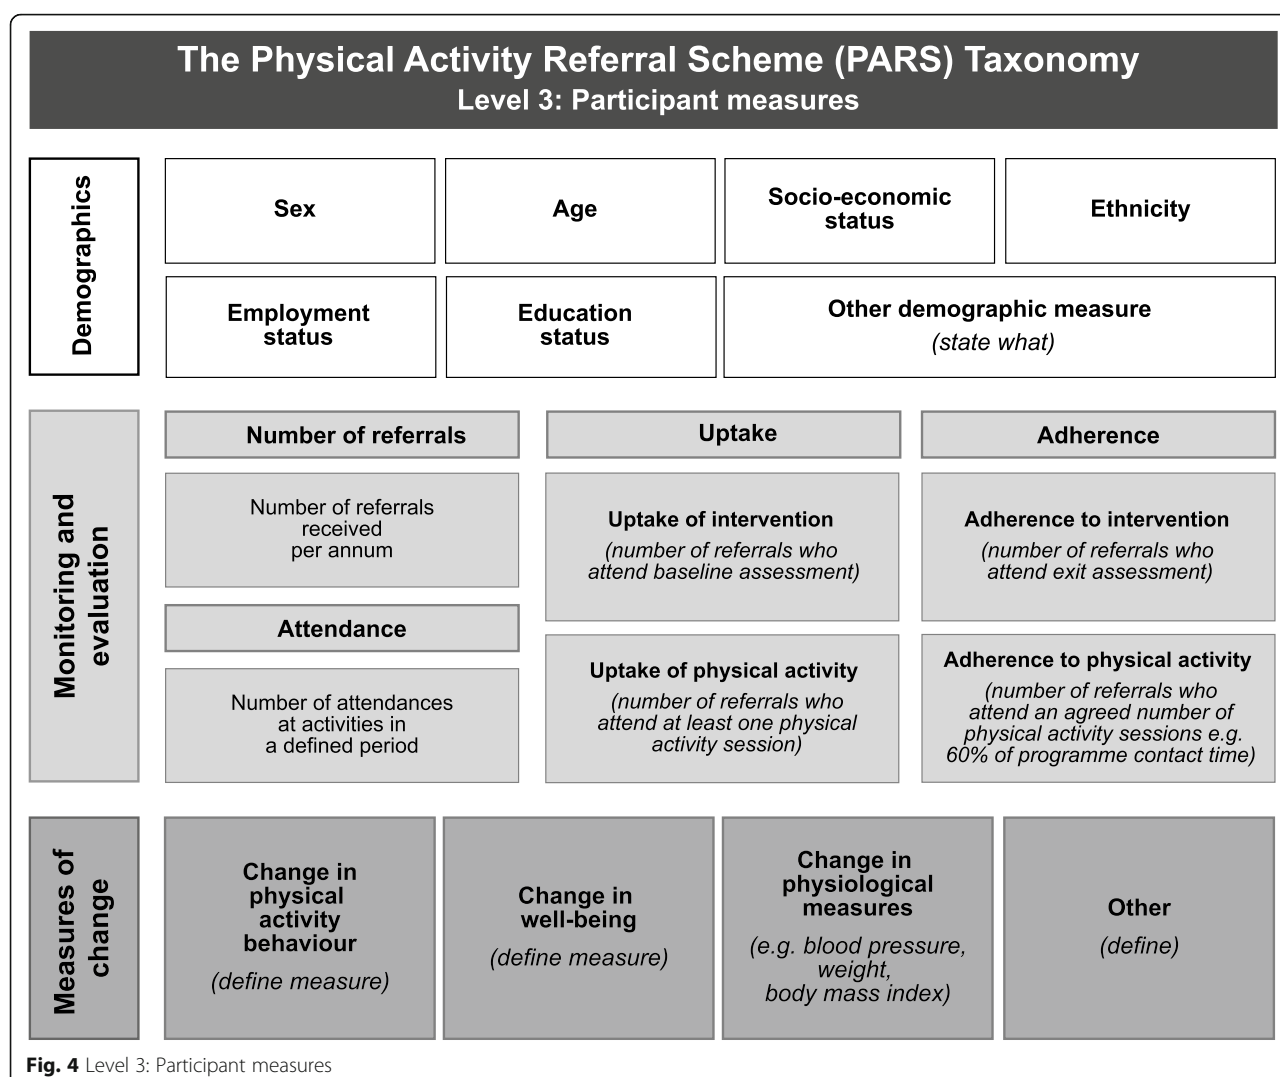 The Physical Activity Referral Scheme (PARS) Taxonomy
Level 3: Participant measures
Demographics
Sex
Age
Socio-economic
status
Ethnicity
Employment
status
Education
status
Other demographic measure
(state what)
Monitoring and
evaluation
Number of referrals
Number of referrals
received
per annum
Attendance
Number of attendances
at activities in
a defined period
Uptake
Uptake of intervention
(number of referrals who
attend baseline assessment)
Uptake of physical activity
(number of referrals who
attend at least one physical
activity session)
Adherence
Adherence to intervention
(number of referrals who
attend exit assessment)
Adherence to physical activity
(number of referrals who
attend an agreed number of
physical activity sessions e.g.
60% of programme contact time)
Measures of
change
Change in
physical
activity
behaviour
(define measure)
Change in
well-being
(define measure)
Change in
physiological
measures
(e.g. blood pressure,
weight,
body mass index)
Other
(define)
Fig. 4 Level 3: Participant measures